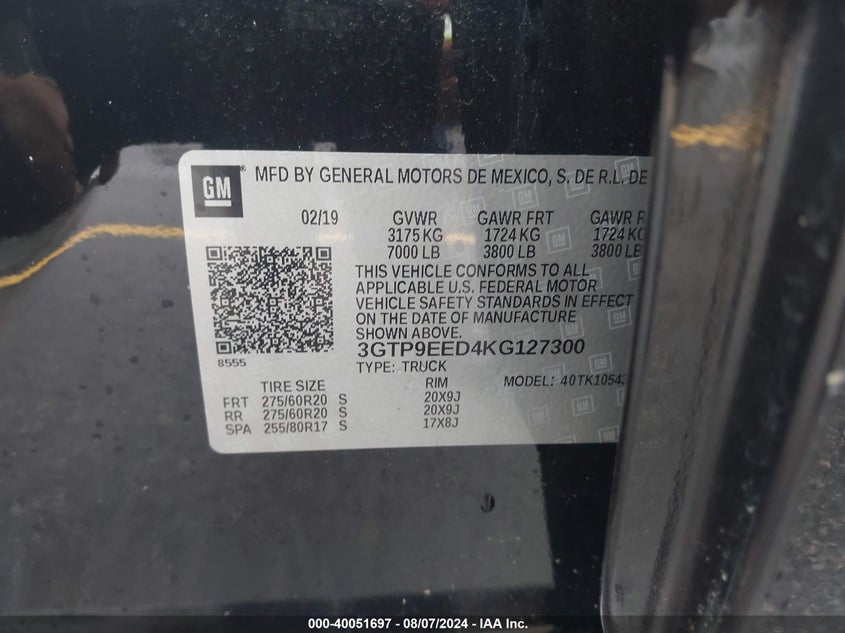 GM ® MFD BY GENERAL MOTORS DE MEXICO, S. DE R.L. DE
02/19 GVWR GAWR FRT GAWR R
3175 KG 1724 KG 1724 KG
7000 LB 3800 LB 3800 LB
THIS VEHICLE CONFORMS TO ALL
APPLICABLE U.S. FEDERAL MOTOR
VEHICLE SAFETY STANDARDS IN EFFECT
ON THE DATE OF MANUFACTURE
SHOWN ABOVE.
8555
3GTP9EED4KG127300
TYPE: TRUCK MODEL: 40TK10543
TIRE SIZE RIM
FRT 275/60R20 S 20X9J
RR 275/60R20 S 20X9J
SPA 255/80R17 S 17X8J
000-40051697 - 08/07/2024 - IAA Inc.